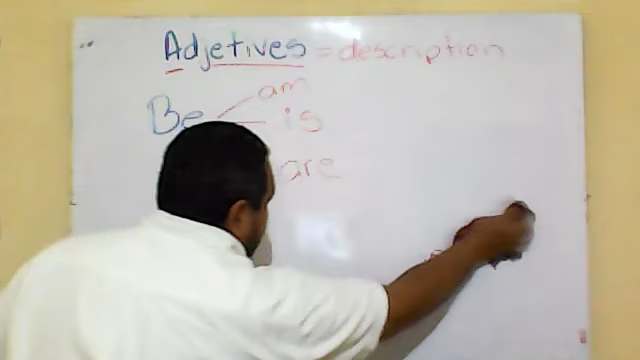 Adjetives = description
Be am
is
are